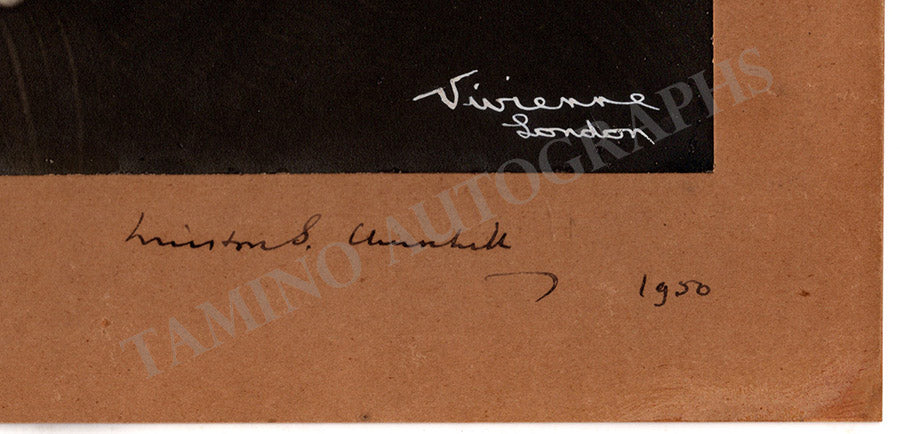 Vivienne
London
Winston S. Churchill
1950
TAMINO AUTOGRAPHS